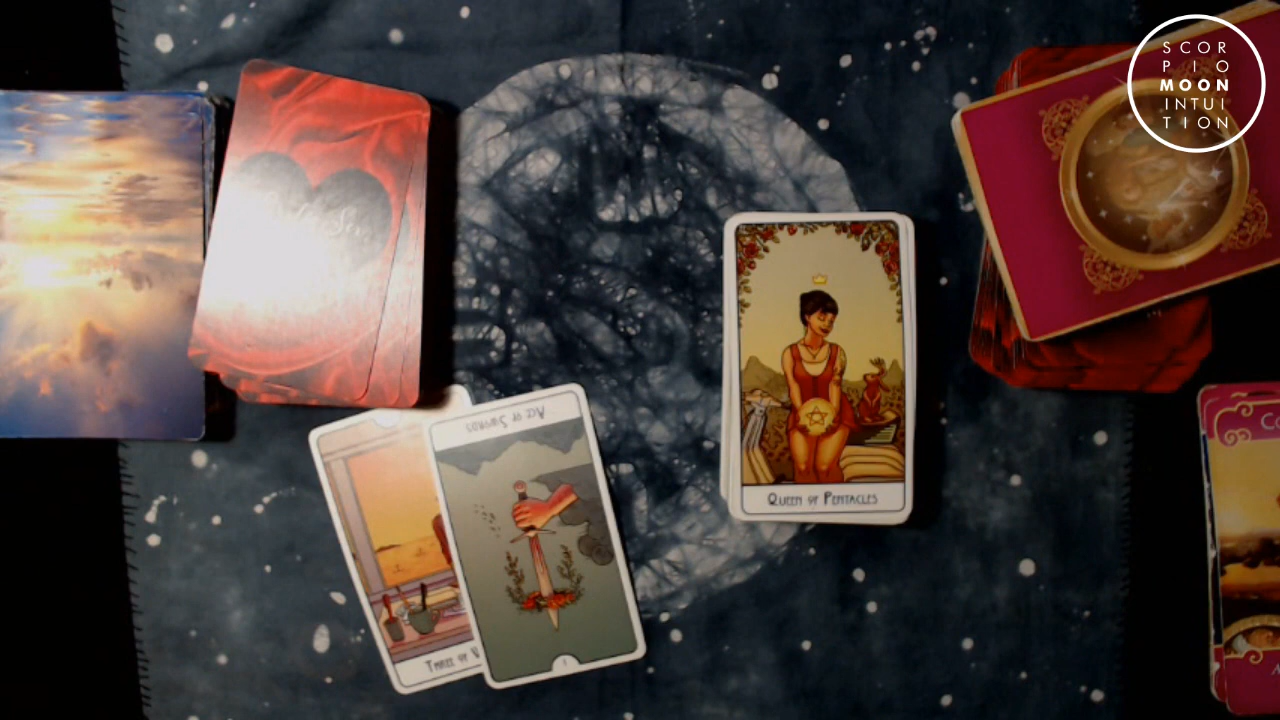 SCOR
PIO
MOON
INTUI
TION
Ace of Swords
Queen of Pentacles
Three of